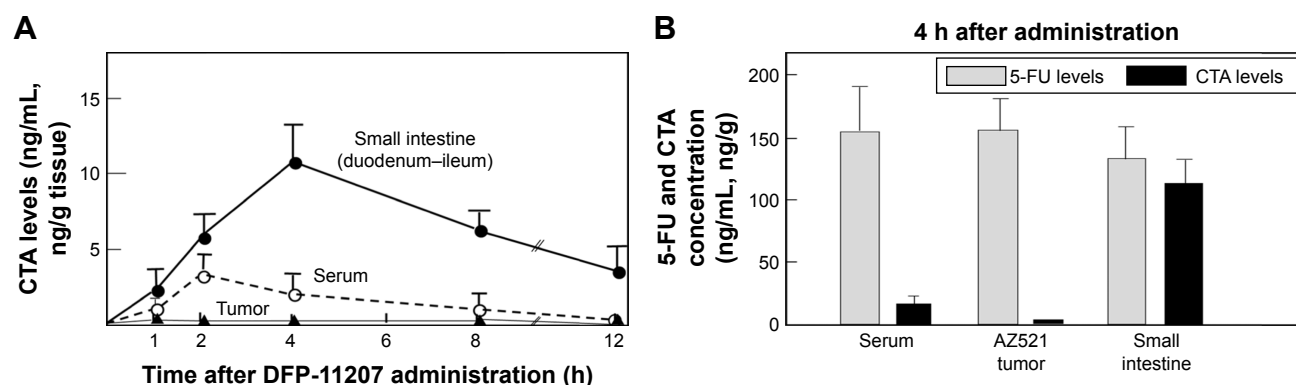 A
CTA levels (ng/mL,
ng/g tissue)
15
10
5
Small intestine
(duodenum–ileum)
Serum
Tumor
1 2 4 6 8 12
Time after DFP-11207 administration (h)
B
4 h after administration
5-FU and CTA
concentration
(ng/mL, ng/g)
200
150
100
50
0
5-FU levels CTA levels
Serum AZ521 Small
tumor intestine